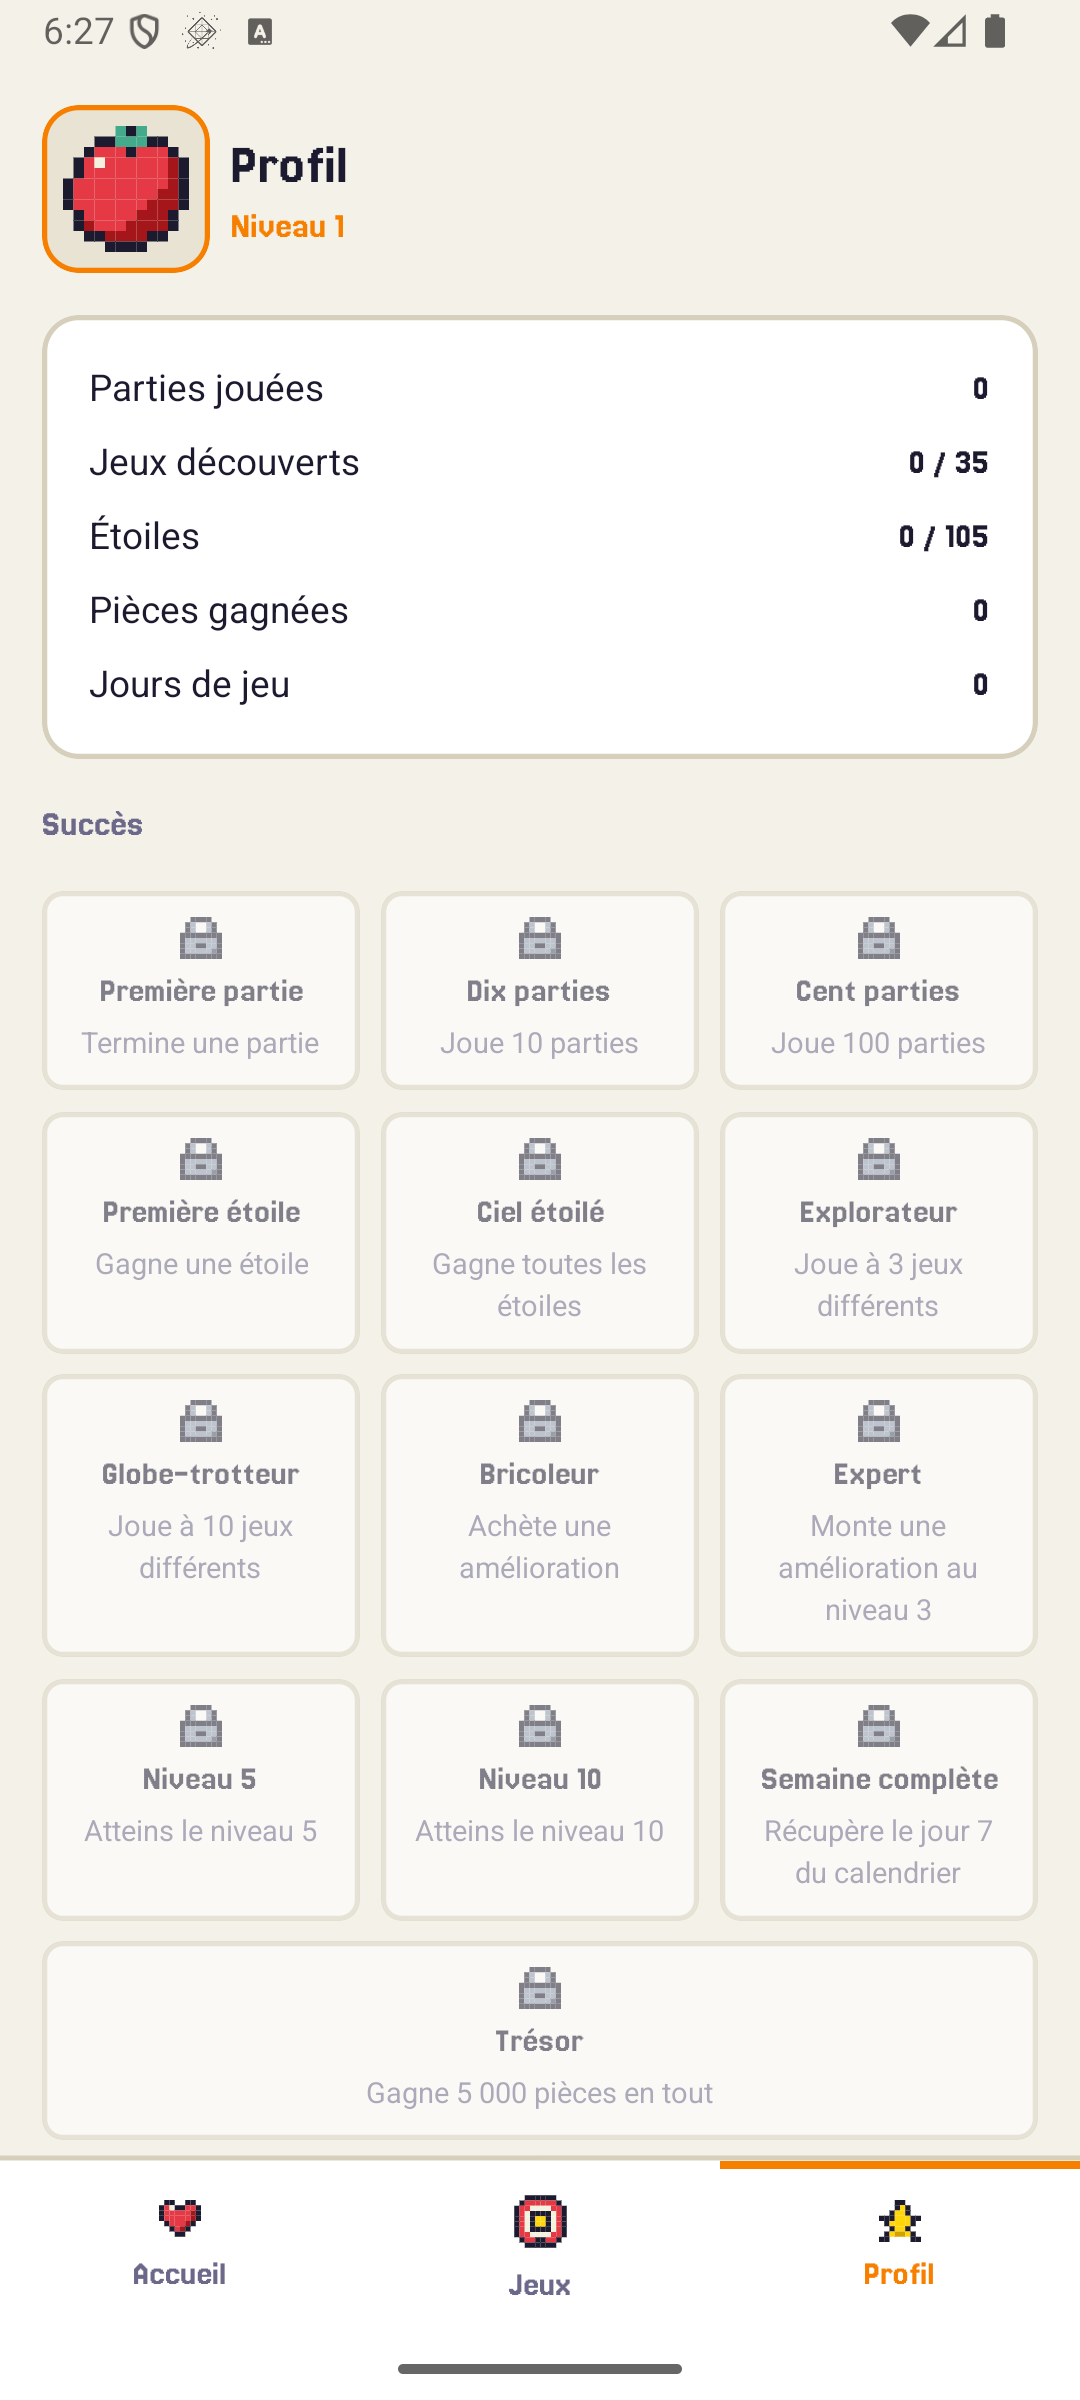 6:27
Profil
Niveau 1
Parties jouées 0
Jeux découverts 0 / 35
Étoiles 0 / 105
Pièces gagnées 0
Jours de jeu 0
Succès
Première partie
Termine une partie
Dix parties
Joue 10 parties
Cent parties
Joue 100 parties
Première étoile
Gagne une étoile
Ciel étoilé
Gagne toutes les
étoiles
Explorateur
Joue à 3 jeux
différents
Globe-trotteur
Joue à 10 jeux
différents
Bricoleur
Achète une
amélioration
Expert
Monte une
amélioration au
niveau 3
Niveau 5
Atteins le niveau 5
Niveau 10
Atteins le niveau 10
Semaine complète
Récupère le jour 7
du calendrier
Trésor
Gagne 5 000 pièces en tout
Accueil
Jeux
Profil